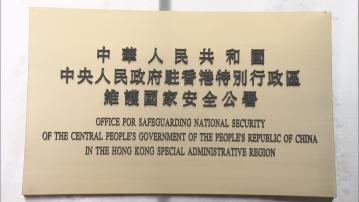 中華人民共和國
中央人民政府駐香港特別行政區
維護國家安全公署
OFFICE FOR SAFEGUARDING NATIONAL SECURITY
OF THE CENTRAL PEOPLE'S GOVERNMENT OF THE PEOPLE'S REPUBLIC OF CHINA
IN THE HONG KONG SPECIAL ADMINISTRATIVE REGION